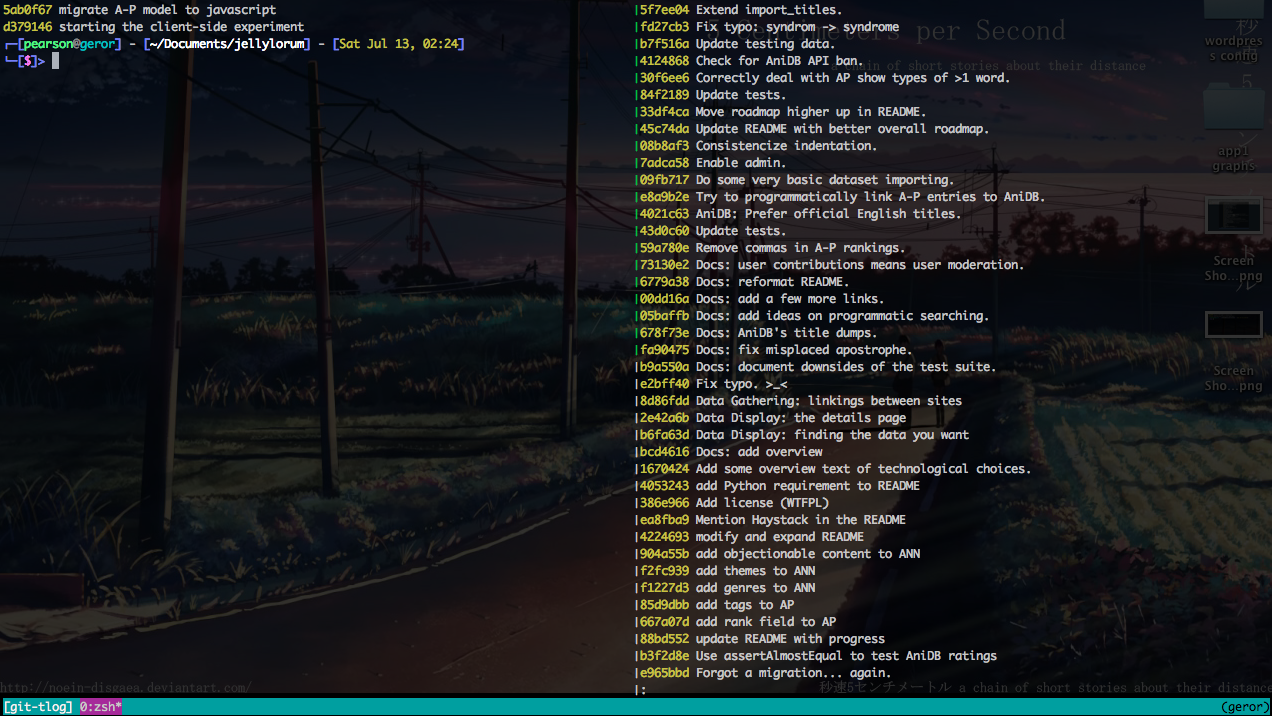 5ab0f67 migrate A-P model to javascript
d379146 starting the client-side experiment
┌─[pearson@geror] - [~/Documents/jellylorum] - [Sat Jul 13, 02:24]
└─[$]>
5f7ee04 Extend import_titles.
fd27cb3 Fix typo: syndrom -> syndrome
b7f516a Update testing data.
4124868 Check for AniDB API ban.
30f6ee6 Correctly deal with AP show types of >1 word.
84f2189 Update tests.
33df4ca Move roadmap higher up in README.
45c74da Update README with better overall roadmap.
08b8af3 Consistencize indentation.
7adca58 Enable admin.
09fb717 Do some very basic dataset importing.
e8a9b2e Try to programmatically link A-P entries to AniDB.
4021c63 AniDB: Prefer official English titles.
43d0c60 Update tests.
59a780e Remove commas in A-P rankings.
73130e2 Docs: user contributions means user moderation.
6779a38 Docs: reformat README.
00dd16a Docs: add a few more links.
05baffb Docs: add ideas on programmatic searching.
678f73e Docs: AniDB's title dumps.
fa90475 Docs: fix misplaced apostrophe.
b9a550a Docs: document downsides of the test suite.
e2bff40 Fix typo. >_<
8d86fdd Data Gathering: linkings between sites
2e42a6b Data Display: the details page
b6fa63d Data Display: finding the data you want
bcd4616 Docs: add overview
1670424 Add some overview text of technological choices.
4053243 add Python requirement to README
386e966 Add license (WTFPL)
ea8fba9 Mention Haystack in the README
4224693 modify and expand README
904a55b add objectionable content to ANN
f2fc939 add themes to ANN
f1227d3 add genres to ANN
85d9dbb add tags to AP
667a07d add rank field to AP
88bd552 update README with progress
b3f2d8e Use assertAlmostEqual to test AniDB ratings
e965bbd Forgot a migration... again.
:
5 Centimeters per Second
a chain of short stories about their distance
wordpres
s config
app1
graphs
Screen
Sho...png
Screen
Sho...png
http://noein-disgaea.deviantart.com/
秒速5センチメートル a chain of short stories about their distance
[git-tlog] 0:zsh*
(geror)